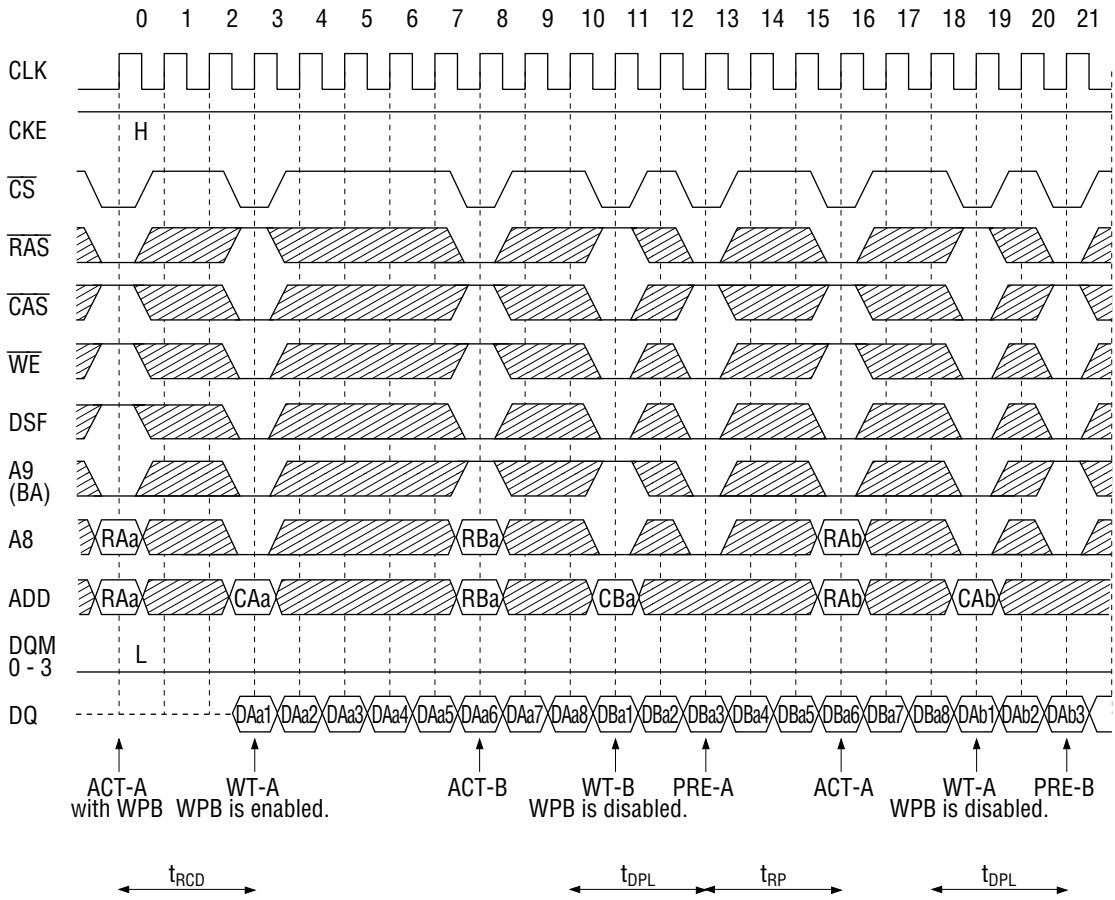 0 1 2 3 4 5 6 7 8 9 10 11 12 13 14 15 16 17 18 19 20 21
CLK
CKE H
CS
RAS
CAS
WE
DSF
A9
(BA)
A8 RAa RBa RAb
ADD RAa CAa RBa CBa RAb CAb
DQM
0 - 3 L
DQ DAa1 DAa2 DAa3 DAa4 DAa5 DAa6 DAa7 DAa8 DBa1 DBa2 DBa3 DBa4 DBa5 DBa6 DBa7 DBa8 DAb1 DAb2 DAb3
ACT-A WT-A ACT-B WT-B PRE-A ACT-A WT-A PRE-B
with WPB WPB is enabled. WPB is disabled. WPB is disabled.
tRCD tDPL tRP tDPL